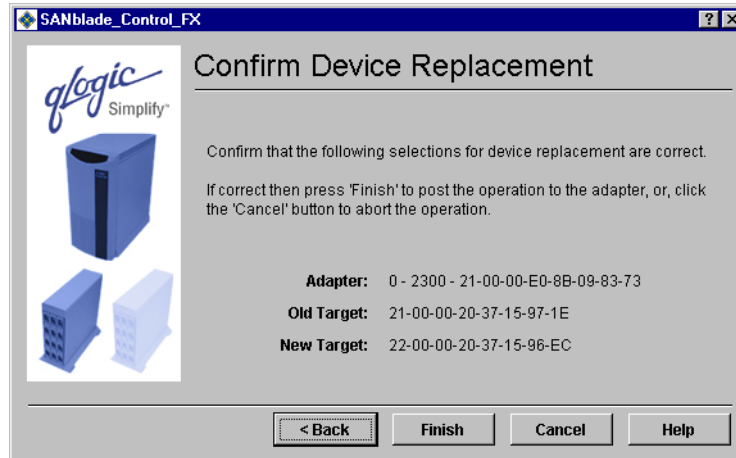 SANblade_Control_FX
qlogic
Simplify™
Confirm Device Replacement
Confirm that the following selections for device replacement are correct.
If correct then press 'Finish' to post the operation to the adapter, or, click
the 'Cancel' button to abort the operation.
Adapter: 0 - 2300 - 21-00-00-E0-8B-09-83-73
Old Target: 21-00-00-20-37-15-97-1E
New Target: 22-00-00-20-37-15-96-EC
< Back Finish Cancel Help